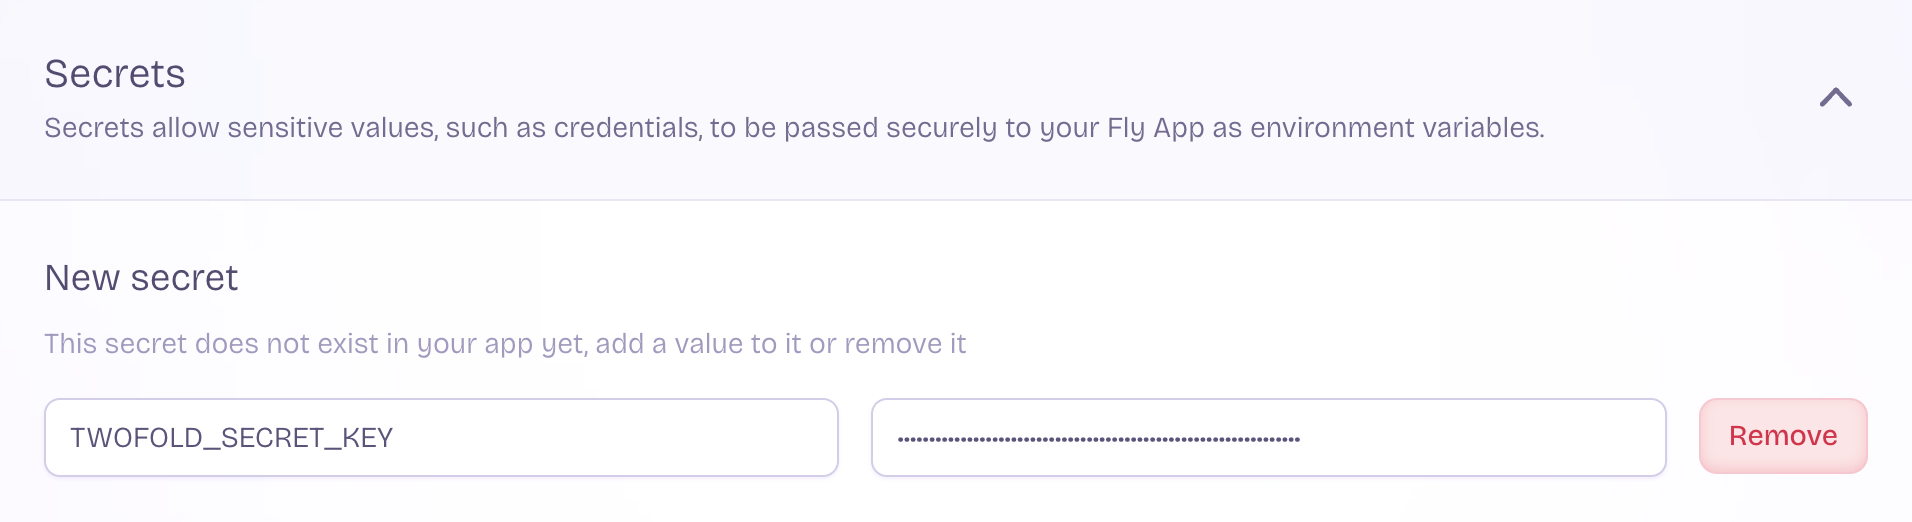 Secrets
Secrets allow sensitive values, such as credentials, to be passed securely to your Fly App as environment variables.
New secret
This secret does not exist in your app yet, add a value to it or remove it
TWOFOLD_SECRET_KEY
Remove